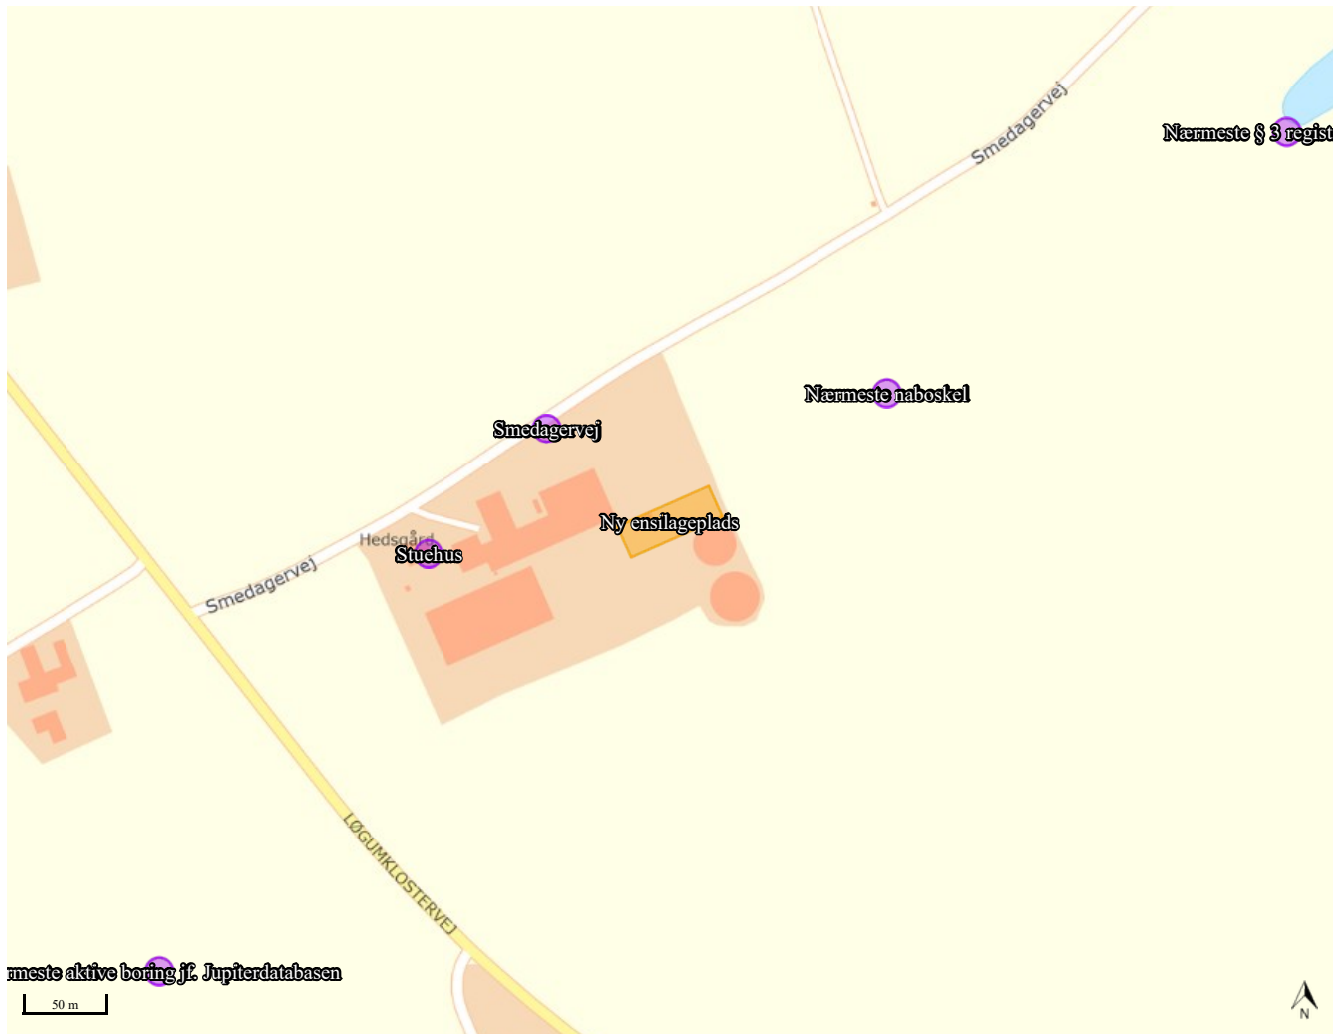 Smedagervej
Nærmeste § 3 regist
Nærmeste naboskel
Smedagervej
Ny ensilageplads
Hedsgård
Stuehus
Smedagervej
LØGUMKLOSTERVEJ
rmeste aktive boring jf. Jupiterdatabasen
50 m
N